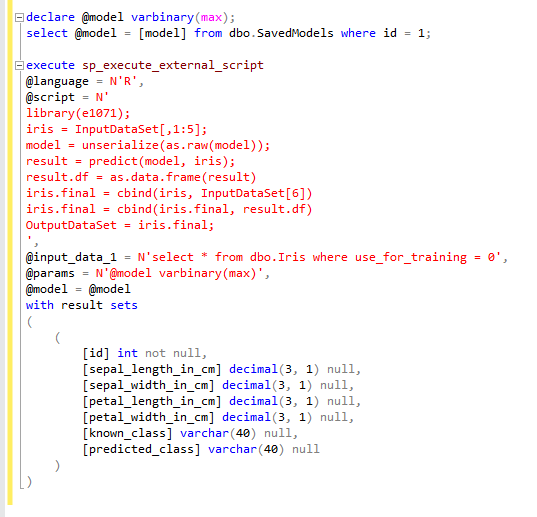 declare @model varbinary(max);
select @model = [model] from dbo.SavedModels where id = 1;
execute sp_execute_external_script
@language = N'R',
@script = N'
library(e1071);
iris = InputDataSet[,1:5];
model = unserialize(as.raw(model));
result = predict(model, iris);
result.df = as.data.frame(result)
iris.final = cbind(iris, InputDataSet[6])
iris.final = cbind(iris.final, result.df)
OutputDataSet = iris.final;
',
@input_data_1 = N'select * from dbo.Iris where use_for_training = 0',
@params = N'@model varbinary(max)',
@model = @model
with result sets
(
(
[id] int not null,
[sepal_length_in_cm] decimal(3, 1) null,
[sepal_width_in_cm] decimal(3, 1) null,
[petal_length_in_cm] decimal(3, 1) null,
[petal_width_in_cm] decimal(3, 1) null,
[known_class] varchar(40) null,
[predicted_class] varchar(40) null
)
)